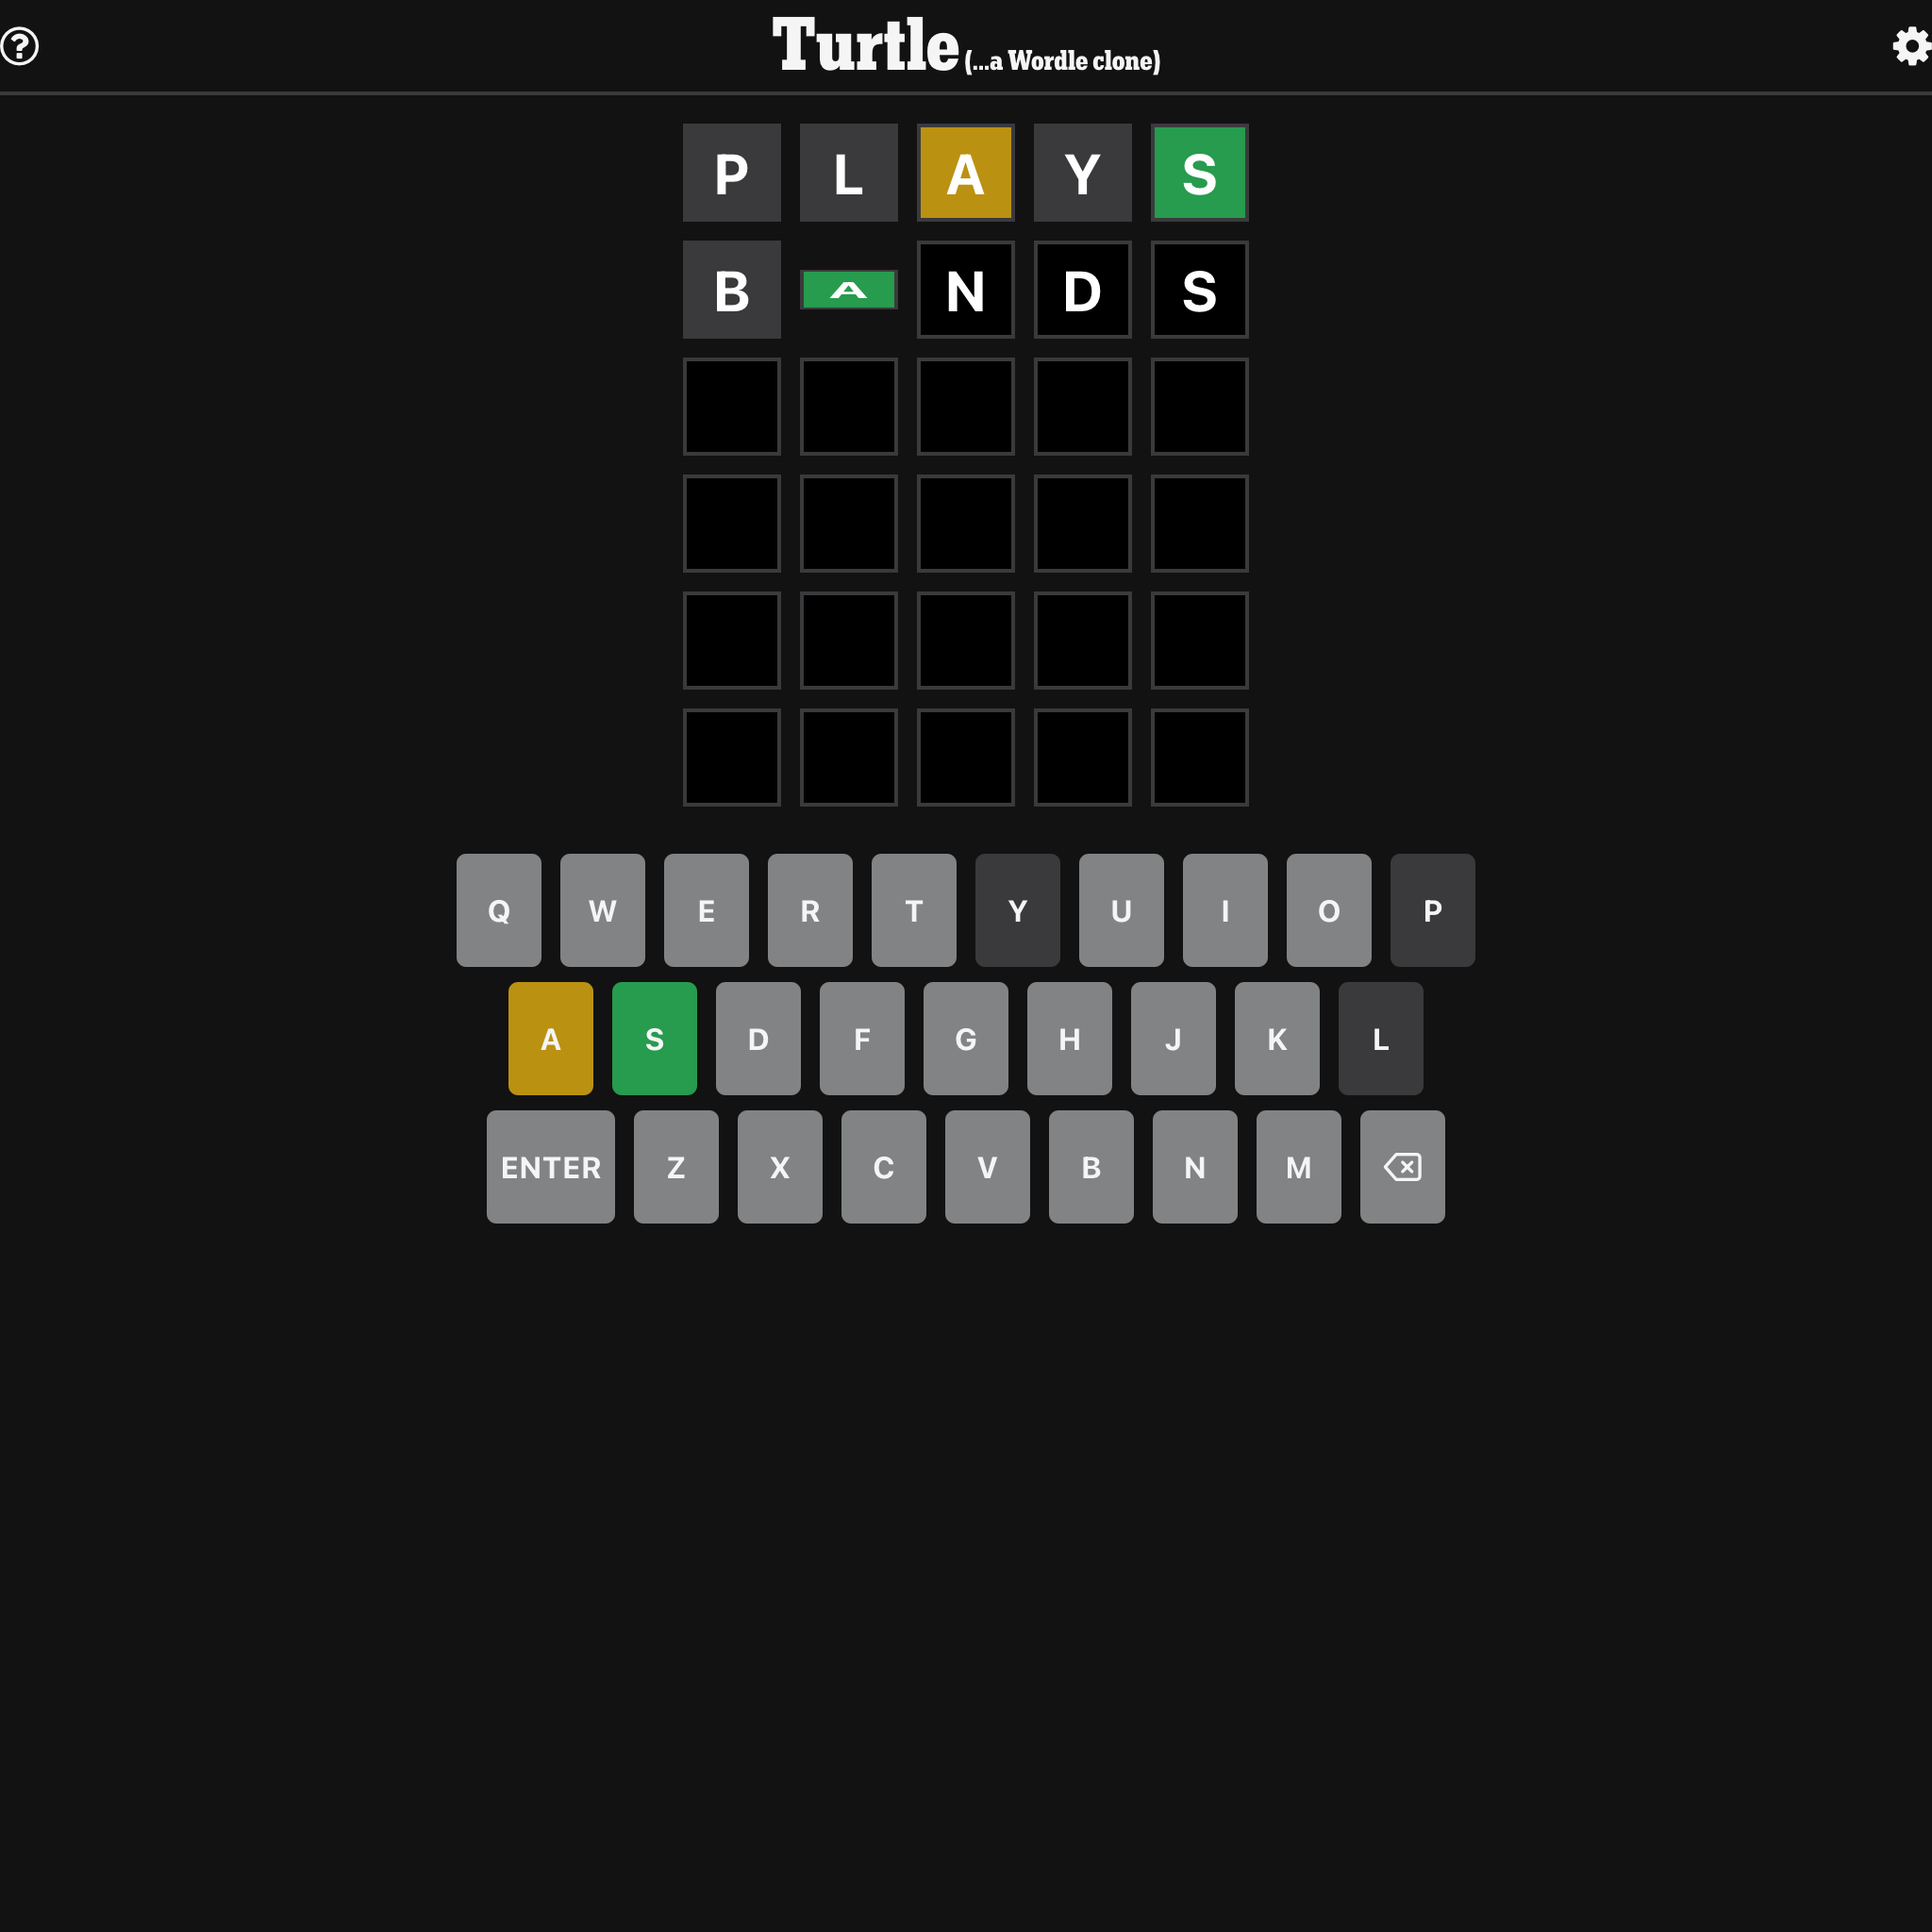 Turtle (...a Wordle clone)
P L A Y S
B A N D S
Q W E R T Y U I O P
A S D F G H J K L
ENTER Z X C V B N M